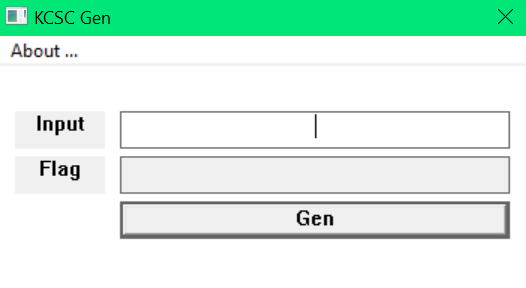 KCSC Gen
About ...
Input
Flag
Gen